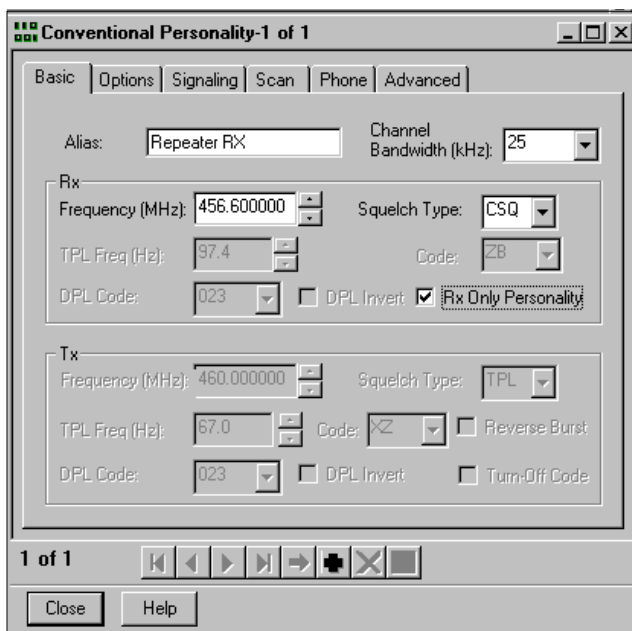 Conventional Personality-1 of 1
Basic Options Signaling Scan Phone Advanced
Alias: Repeater RX Channel Bandwidth (kHz): 25
Rx
Frequency (MHz): 456.600000 Squelch Type: CSQ
TPL Freq (Hz): 97.4 Code: ZB
DPL Code: 023 DPL Invert Rx Only Personality
Tx
Frequency (MHz): 460.000000 Squelch Type: TPL
TPL Freq (Hz): 67.0 Code: XZ Reverse Burst
DPL Code: 023 DPL Invert Turn-Off Code
1 of 1
Close Help